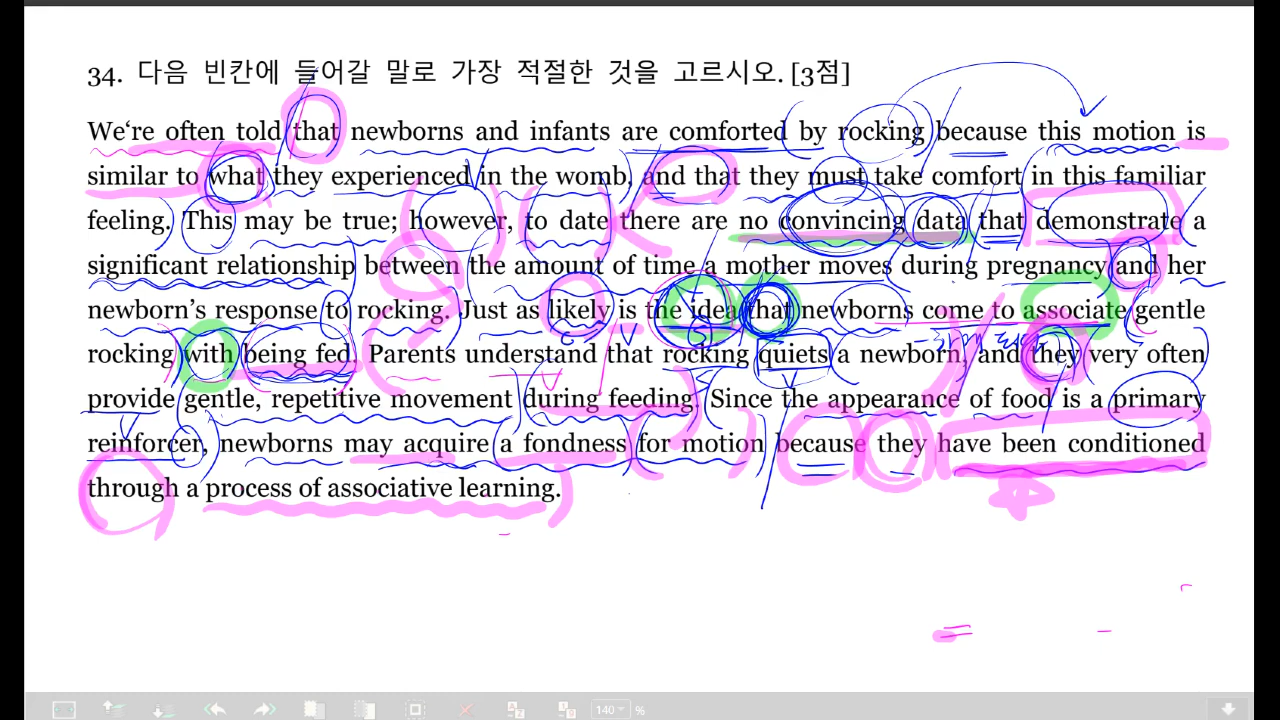 34. 다음 빈칸에 들어갈 말로 가장 적절한 것을 고르시오. [3점]
We‘re often told that newborns and infants are comforted by rocking because this motion is
similar to what they experienced in the womb, and that they must take comfort in this familiar
feeling. This may be true; however, to date there are no convincing data that demonstrate a
significant relationship between the amount of time a mother moves during pregnancy and her
newborn’s response to rocking. Just as likely is the idea that newborns come to associate gentle
rocking with being fed. Parents understand that rocking quiets a newborn, and they very often
provide gentle, repetitive movement during feeding. Since the appearance of food is a primary
reinforcer, newborns may acquire a fondness for motion because they have been conditioned
through a process of associative learning.
140 %